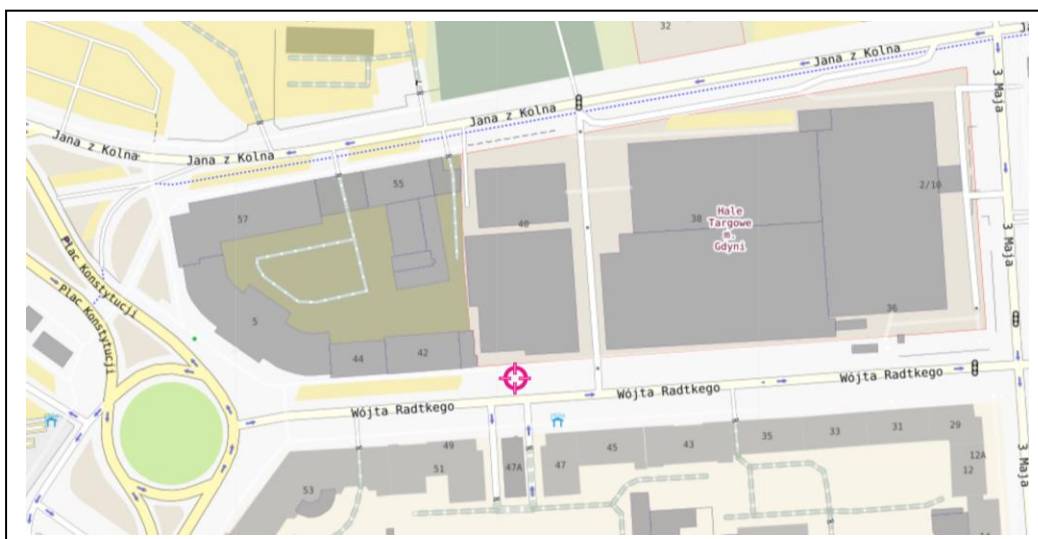 32
Ja
Jana z Kolna
3 Maja
Jana z Kolna
Jana z Kolna
Jana z Kolna
55
2/10
57
40
38
Hale
Targowe
m.
Gdyni
3 Maja
Plac Konstytucji
Plac Konstytucji
5
36
44
42
Wójta Radtkego
Wójta Radtkego
Wójta Radtkego
49
51
47A
47
45
43
35
33
31
29
12A
12
53
3 Maja